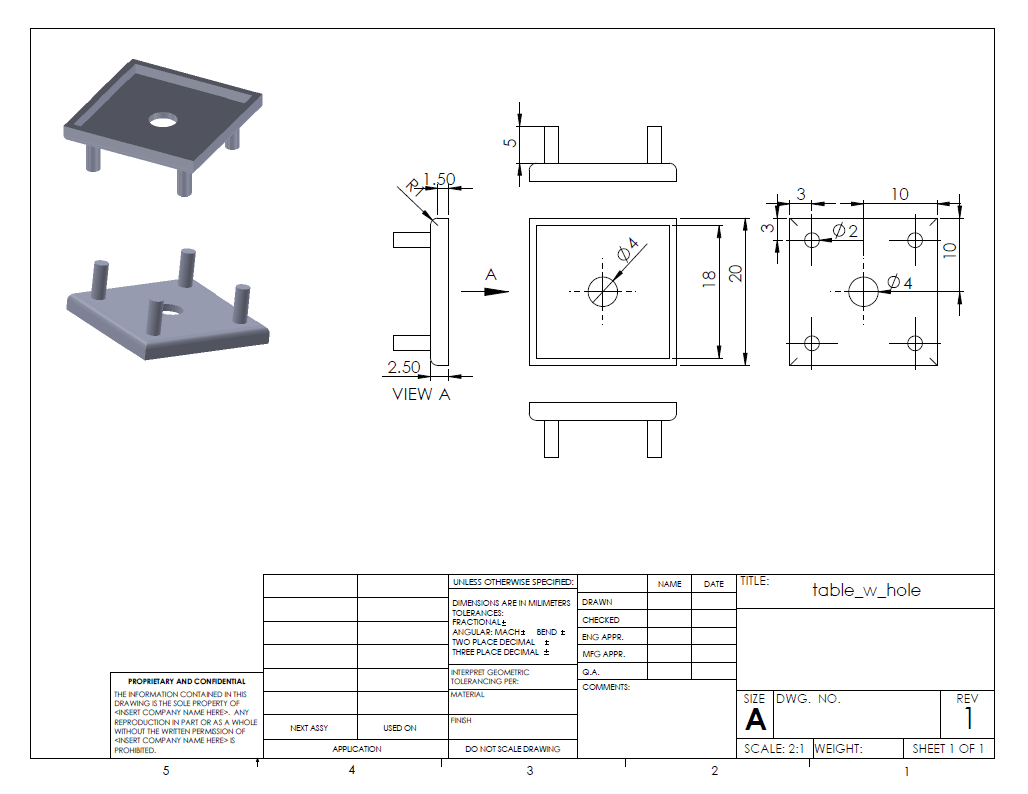 5
R1
1.50
A
2.50
VIEW A
⌀4
18
20
3
10
3
⌀2
10
⌀4
UNLESS OTHERWISE SPECIFIED:
DIMENSIONS ARE IN MILIMETERS
TOLERANCES:
FRACTIONAL±
ANGULAR: MACH± BEND ±
TWO PLACE DECIMAL ±
THREE PLACE DECIMAL ±
INTERPRET GEOMETRIC
TOLERANCING PER:
MATERIAL
FINISH
DO NOT SCALE DRAWING
NAME DATE
DRAWN
CHECKED
ENG APPR.
MFG APPR.
Q.A.
COMMENTS:
TITLE:
table_w_hole
SIZE DWG. NO. REV
A 1
SCALE: 2:1 WEIGHT: SHEET 1 OF 1
PROPRIETARY AND CONFIDENTIAL
THE INFORMATION CONTAINED IN THIS
DRAWING IS THE SOLE PROPERTY OF
<INSERT COMPANY NAME HERE>. ANY
REPRODUCTION IN PART OR AS A WHOLE
WITHOUT THE WRITTEN PERMISSION OF
<INSERT COMPANY NAME HERE> IS
PROHIBITED.
NEXT ASSY USED ON
APPLICATION
5 4 3 2 1